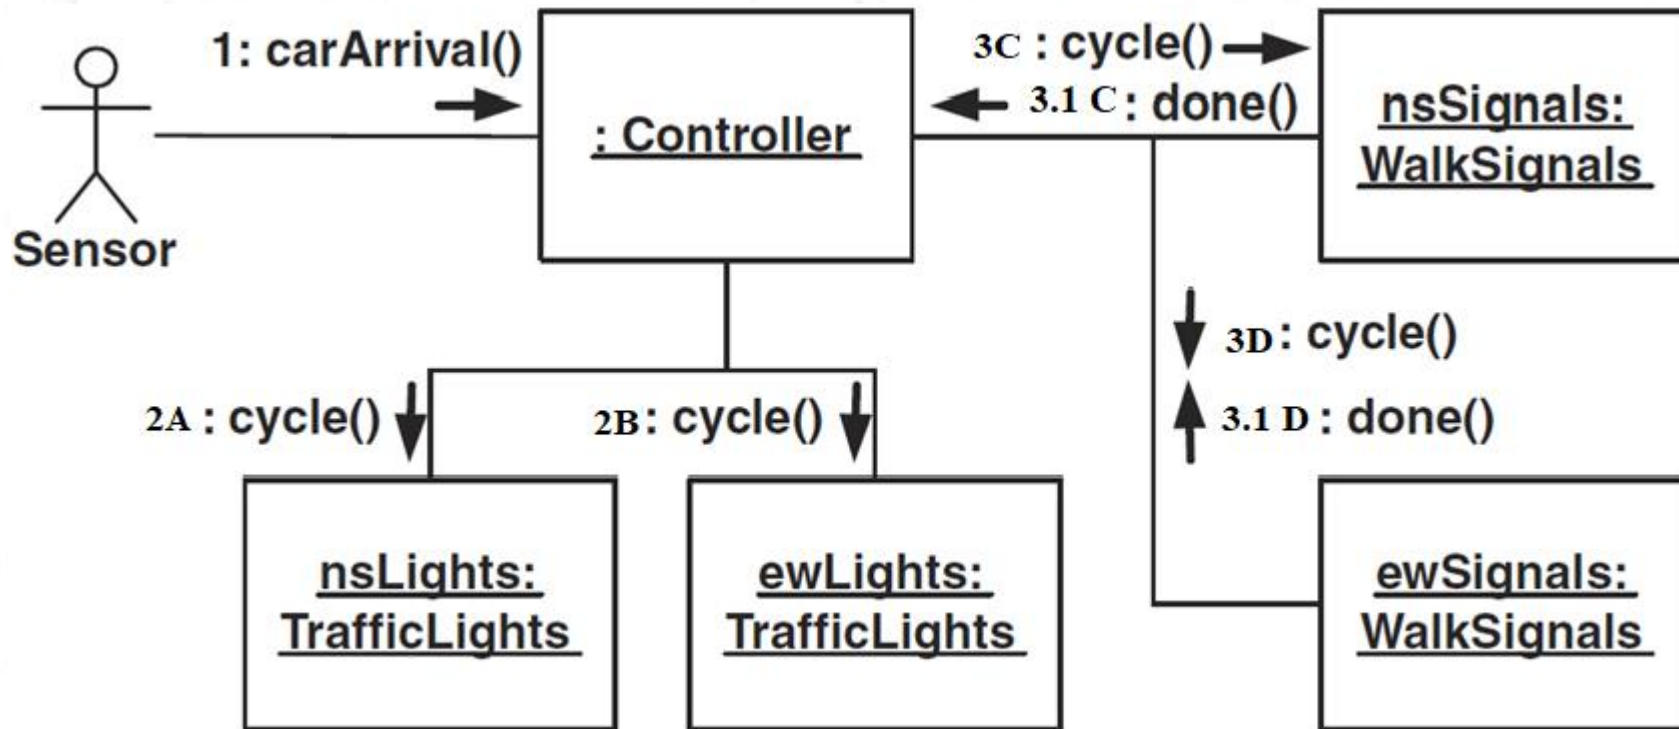 1: carArrival()
3C : cycle()
3.1 C : done()
: Controller
nsSignals:
WalkSignals
Sensor
3D : cycle()
3.1 D : done()
2A : cycle()
2B : cycle()
nsLights:
TrafficLights
ewLights:
TrafficLights
ewSignals:
WalkSignals